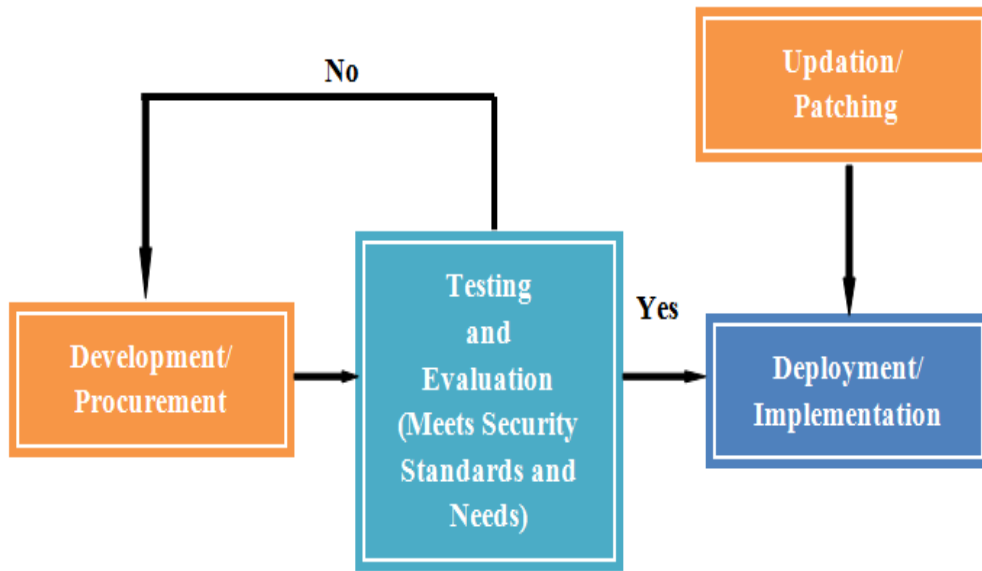 No
Updation/
Patching
Development/
Procurement
Testing
and
Evaluation
(Meets Security
Standards and
Needs)
Yes
Deployment/
Implementation